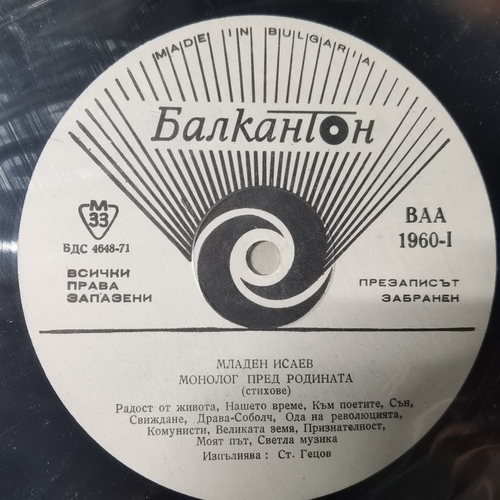 MADE IN BULGARIA
Балкантон
М
33
БДС 4648-71
ВАА
1960-I
ВСИЧКИ
ПРАВА
ЗАПАЗЕНИ
ПРЕЗАПИСЪТ
ЗАБРАНЕН
МЛАДЕН ИСАЕВ
МОНОЛОГ ПРЕД РОДИНАТА
(стихове)
Радост от живота, Нашето време, Към поетите, Сън,
Свиждане, Драва-Соболч, Ода на революцията,
Комунисти, Великата земя, Признателност,
Моят път, Светла музика
Изпълнява : Ст. Гецов